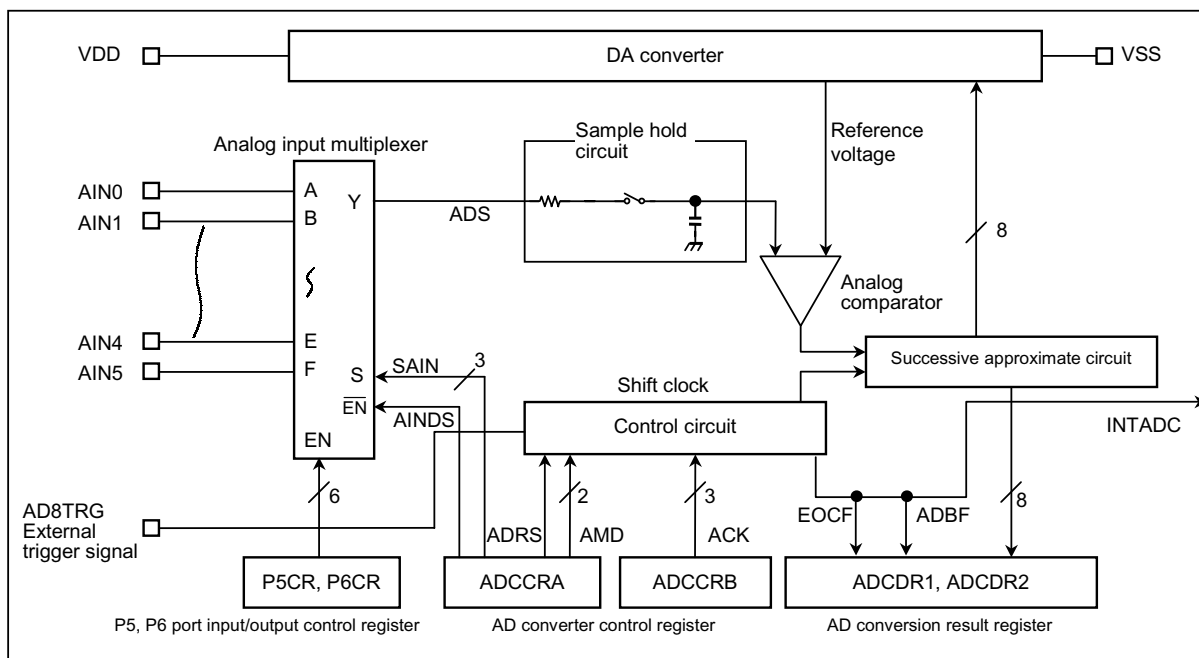 VDD
DA converter
VSS
Analog input multiplexer
Sample hold
circuit
Reference
voltage
AIN0
A
Y
ADS
AIN1
B
8
Analog
comparator
AIN4
E
AIN5
F
S
SAIN
3
Successive approximate circuit
Shift clock
EN
AINDS
Control circuit
INTADC
EN
6
2
3
8
AD8TRG
External
trigger signal
ADRS
AMD
ACK
EOCF
ADBF
P5CR, P6CR
ADCCRA
ADCCRB
ADCDR1, ADCDR2
P5, P6 port input/output control register
AD converter control register
AD conversion result register